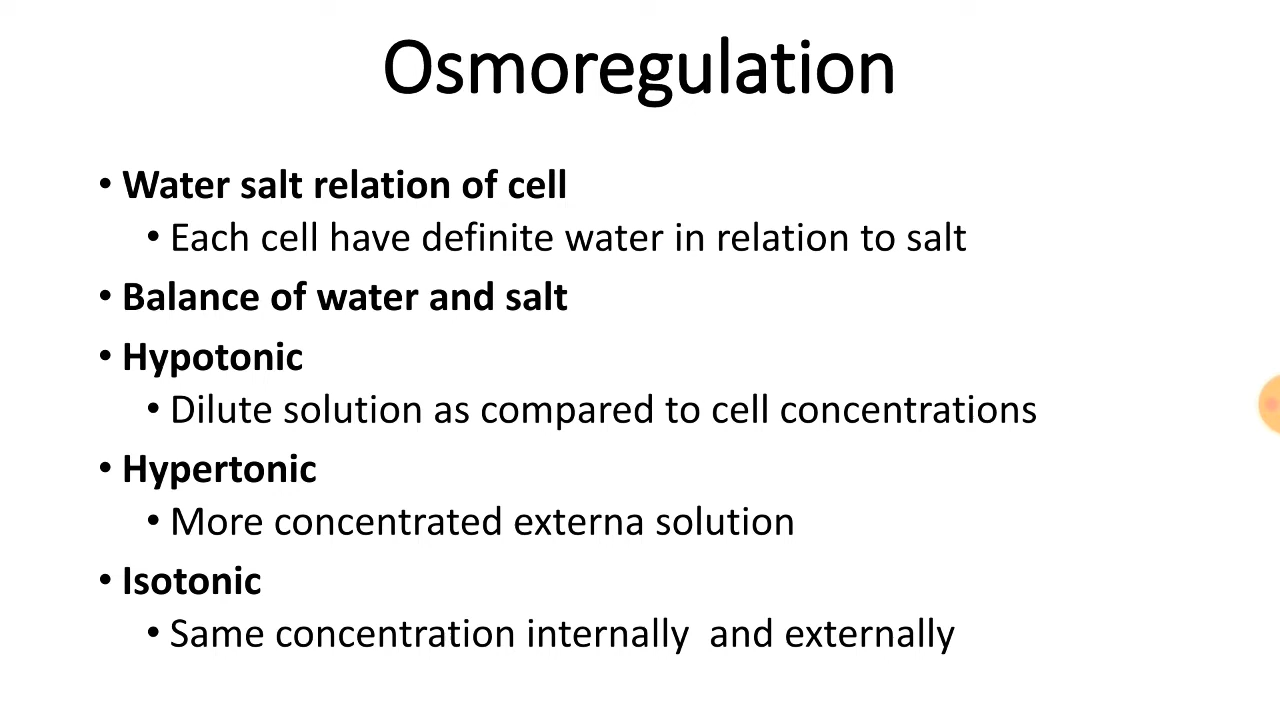 Osmoregulation
• Water salt relation of cell
• Each cell have definite water in relation to salt
• Balance of water and salt
• Hypotonic
• Dilute solution as compared to cell concentrations
• Hypertonic
• More concentrated externa solution
• Isotonic
• Same concentration internally  and externally